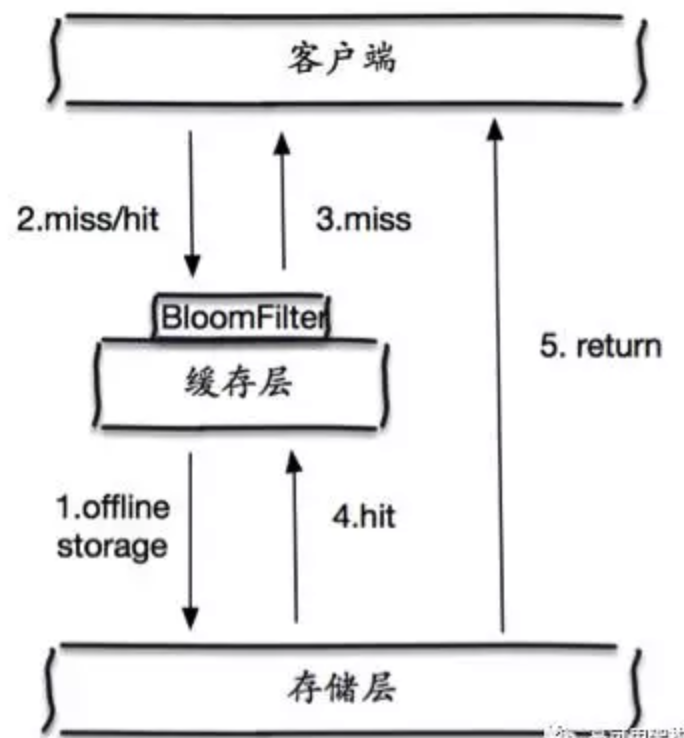 客户端
2.miss/hit
3.miss
BloomFilter
缓存层
5. return
1.offline
storage
4.hit
存储层